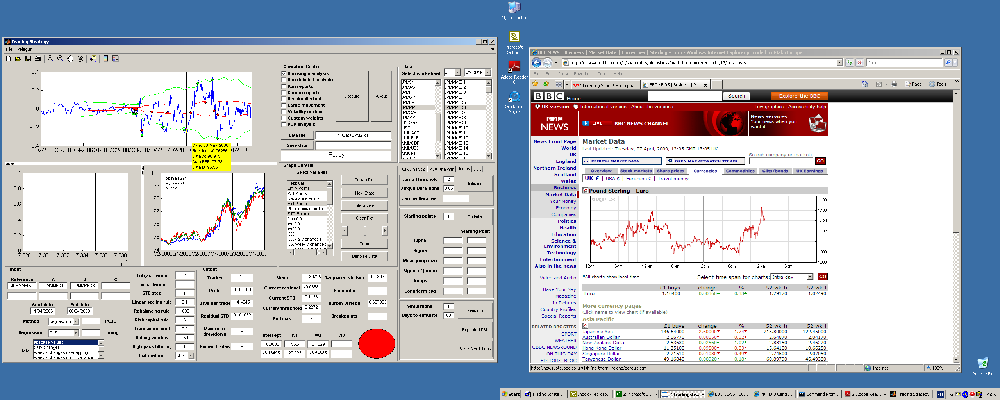 My Computer
Microsoft
Outlook
Adobe Reader
8
QuickTime
Player
Recycle Bin
Trading Strategy
File Pelagus
0.4
0.2
0
-0.2
-0.4
Q2-2006 Q3-2006 Q4-2006 Q1-2007 Q2-2007 Q3-2007 Q4-2007 Q2-2008
Date: 06-May-2008
Residual: -0.26256
Data A: 96.915
Data REF: 97.33
Data B: 96.55
1
0.8
0.6
0.4
0.2
0
7.328 7.33 7.332 7.334 7.336 7.338
x 10^5
100
99
98
97
96
95
94
REF(blue)
A(green)
B(red)
Q2-2006 Q4-2006 Q2-2007 Q4-2007 Q3-2008 Q1-2009
Operation Control
Run single analysis
Run detailed analysis
Run reports
Screen reports
Real/Implied vol
Large movement
Volatility surface
Custom weights
PCA analysis
Execute
About
Data file X:\Data\JPM2.xls
Save data
Ready
Data
Select worksheet B End date
JPM9m
JPMAS
JPMFF
JPMGY
JPMLV
JPMMM
JPMSW
JPMYY
LINKERS
LIST
MMMACT
MMMEUR
MMMGBP
MMMUSD
MMOPT
REALY
JPMMMED1
JPMMMED2
JPMMMED3
JPMMMED4
JPMMMED5
JPMMMED6
JPMMMED7
JPMMMED8
JPMMMED9
JPMMMED10
JPMMMED11
JPMMMED12
JPMMMED13
JPMMMED14
JPMMMED15
JPMMMED16
Graph Control
Select Variables
Residual
Entry Points
Act Points
Rebalance Points
Exit Points
PL accumulated(L)
STD Bands
Data(L)
W1(L)
W2(L)
CIX
CIX daily changes
CIX weekly changes
CIX weekly overlapp
Create Plot
Hold State
Interactive
Clear Plot
Zoom
Denoise Data
CIX Analysis PCA Analysis Jumps ICA
Jump Threshold 2 Initialise
Jarque-Bera alpha 0.05
Jarque-Bera test
Starting points 1 Optimise
Starting Point
Alpha
Sigma
Mean jump size
Sigma of jumps
Jumps
Long term avg
Simulations 1 Simulate
Days to simulate 60
Expected P&L
Save Simulations
Input
Reference A B C
JPMMMED2 JPMMMED4 JPMMMED6
Start date End date
11/04/2006 06/04/2009
Method Regression PC/IC
Regression OLS Tuning
Data
absolute values
daily changes
weekly changes overlapping
weekly changes non-overlapping
Entry criterion 2
Exit criterion 0.5
STD step 1
Linear scaling rule 0.1
Rebalancing rule 1000
Risk capital rule 6
Transaction cost 0.5
Rolling window 150
High-pass filtering 1
Exit method RES
Output
Trades 11
Profit 0.084166
Days per trade 14.4545
Residual STD 0.101032
Maximum
drawdown 0
Ruined trades 0
Mean -0.039725
Current residual -0.0858
Current STD 0.1136
Current threshold 0.2272
Kurtosis 0
R-squared statistic 0.9803
F statistic 0
Durbin-Watson 0.667853
Breakpoints
Intercept W1 W2 W3
-10.8036 1.5634 -0.4529
-8.13495 20.923 -6.54885
BBC NEWS | Business | Market Data | Currencies | Sterling v Euro - Windows Internet Explorer provided by Mako Europe
http://newsvote.bbc.co.uk/1/shared/fds/hi/business/market_data/currency/11/13/intraday.stm
Google
File Edit View Favorites Tools Help
(0 unread) Yahoo! Mail, cpa...
BBC NEWS | Business | M...
Page Tools
BBC Home
Search
Explore the BBC
UK version International version | About the versions
Low graphics | Accessibility help
BBC
NEWS
LIVE BBC NEWS CHANNEL
News services
Your news when you
want it
News Front Page
World
UK
England
Northern Ireland
Scotland
Wales
Business
Market Data
Your Money
Economy
Companies
Politics
Health
Education
Science &
Environment
Technology
Entertainment
Also in the news
Video and Audio
Have Your Say
Magazine
In Pictures
Country Profiles
Special Reports
RELATED BBC SITES
SPORT
WEATHER
CBBC NEWSROUND
ON THIS DAY
EDITORS' BLOG
Market Data
Last Updated: Tuesday, 07 April, 2009, 12:05 GMT 13:05 UK
REFRESH MARKET DATA
OPEN MARKETWATCH TICKER
Search company or market:
GO
Overview Stock markets Share prices Currencies Commodities Gilts/bonds UK Earnings
UK £ | USA $ | Eurozone € | Travel money
Pound Sterling - Euro
© Digital Look
1.108
1.106
1.104
1.102
1.1
1.098
1.096
12am 6am 12pm 6pm 12am 6am 12pm 6pm
*All charts show local time
Select time span for charts: Intra-day GO
£1 buys change % 52 wk-h 52 wk-l
Euro 1.10400 0.00360 0.33 1.29170 1.02490
More currency pages
Click name to view chart (if available)
Asia Pacific
£1 buys change % 52 wk-h 52 wk-l
Japanese Yen 146.64000 2.60000 1.74 215.80000 122.45000
Australian Dollar 2.06770 0.00050 0.02 2.64870 2.04170
New Zealand Dollar 2.53630 0.02560 1.02 2.88150 2.46220
Hong Kong Dollar 11.35100 0.09500 0.83 15.64100 10.66250
Singapore Dollar 2.21510 0.01080 0.49 2.74500 2.07050
Taiwanese Dollar 49.16840 0.08920 0.18 60.89790 46.49380
http://newsvote.bbc.co.uk/1/hi/northern_ireland/default.stm
Internet
100%
Start
Trading Strate...
Inbox - Microso...
2 Microsoft E...
2 tradingstr...
BBC NEWS | Bu...
MATLAB Centr...
Command Prom...
2 Adobe Rea...
Trading Strategy
EN
14:25